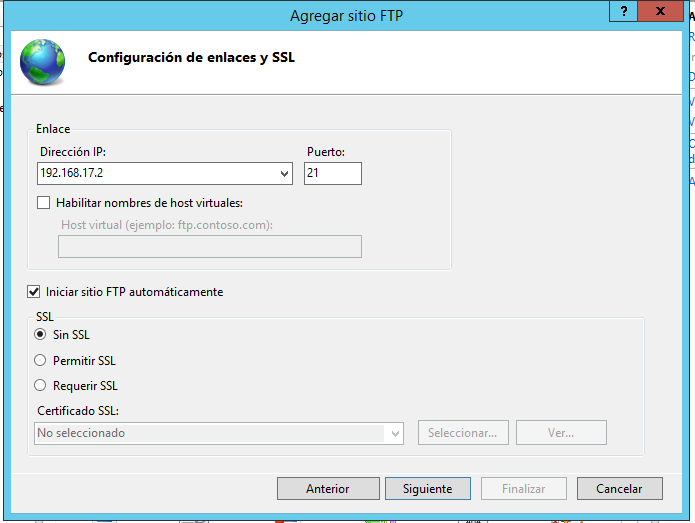 Agregar sitio FTP
?
Configuración de enlaces y SSL
Enlace
Dirección IP: Puerto:
192.168.17.2 21
Habilitar nombres de host virtuales:
Host virtual (ejemplo: ftp.contoso.com):
Iniciar sitio FTP automáticamente
SSL
Sin SSL
Permitir SSL
Requerir SSL
Certificado SSL:
No seleccionado Seleccionar... Ver...
Anterior Siguiente Finalizar Cancelar